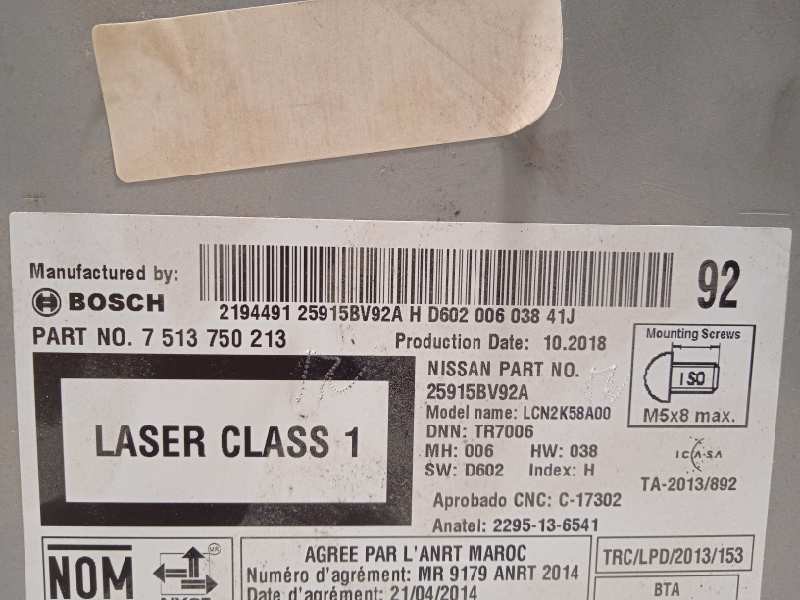 Manufactured by:
BOSCH
2194491 25915BV92A H D602 006 038 41J
92
PART NO. 7 513 750 213
Production Date: 10.2018
LASER CLASS 1
NISSAN PART NO.
25915BV92A
Model name: LCN2K58A00
DNN: TR7006
MH: 006 HW: 038
SW: D602 Index: H
Mounting Screws
ISO
M5x8 max.
ICASA
TA-2013/892
Aprobado CNC: C-17302
Anatel: 2295-13-6541
NOM
AGREE PAR L'ANRT MAROC
Numéro d'agrément: MR 9179 ANRT 2014
Date d'agrément: 21/04/2014
TRC/LPD/2013/153
BTA